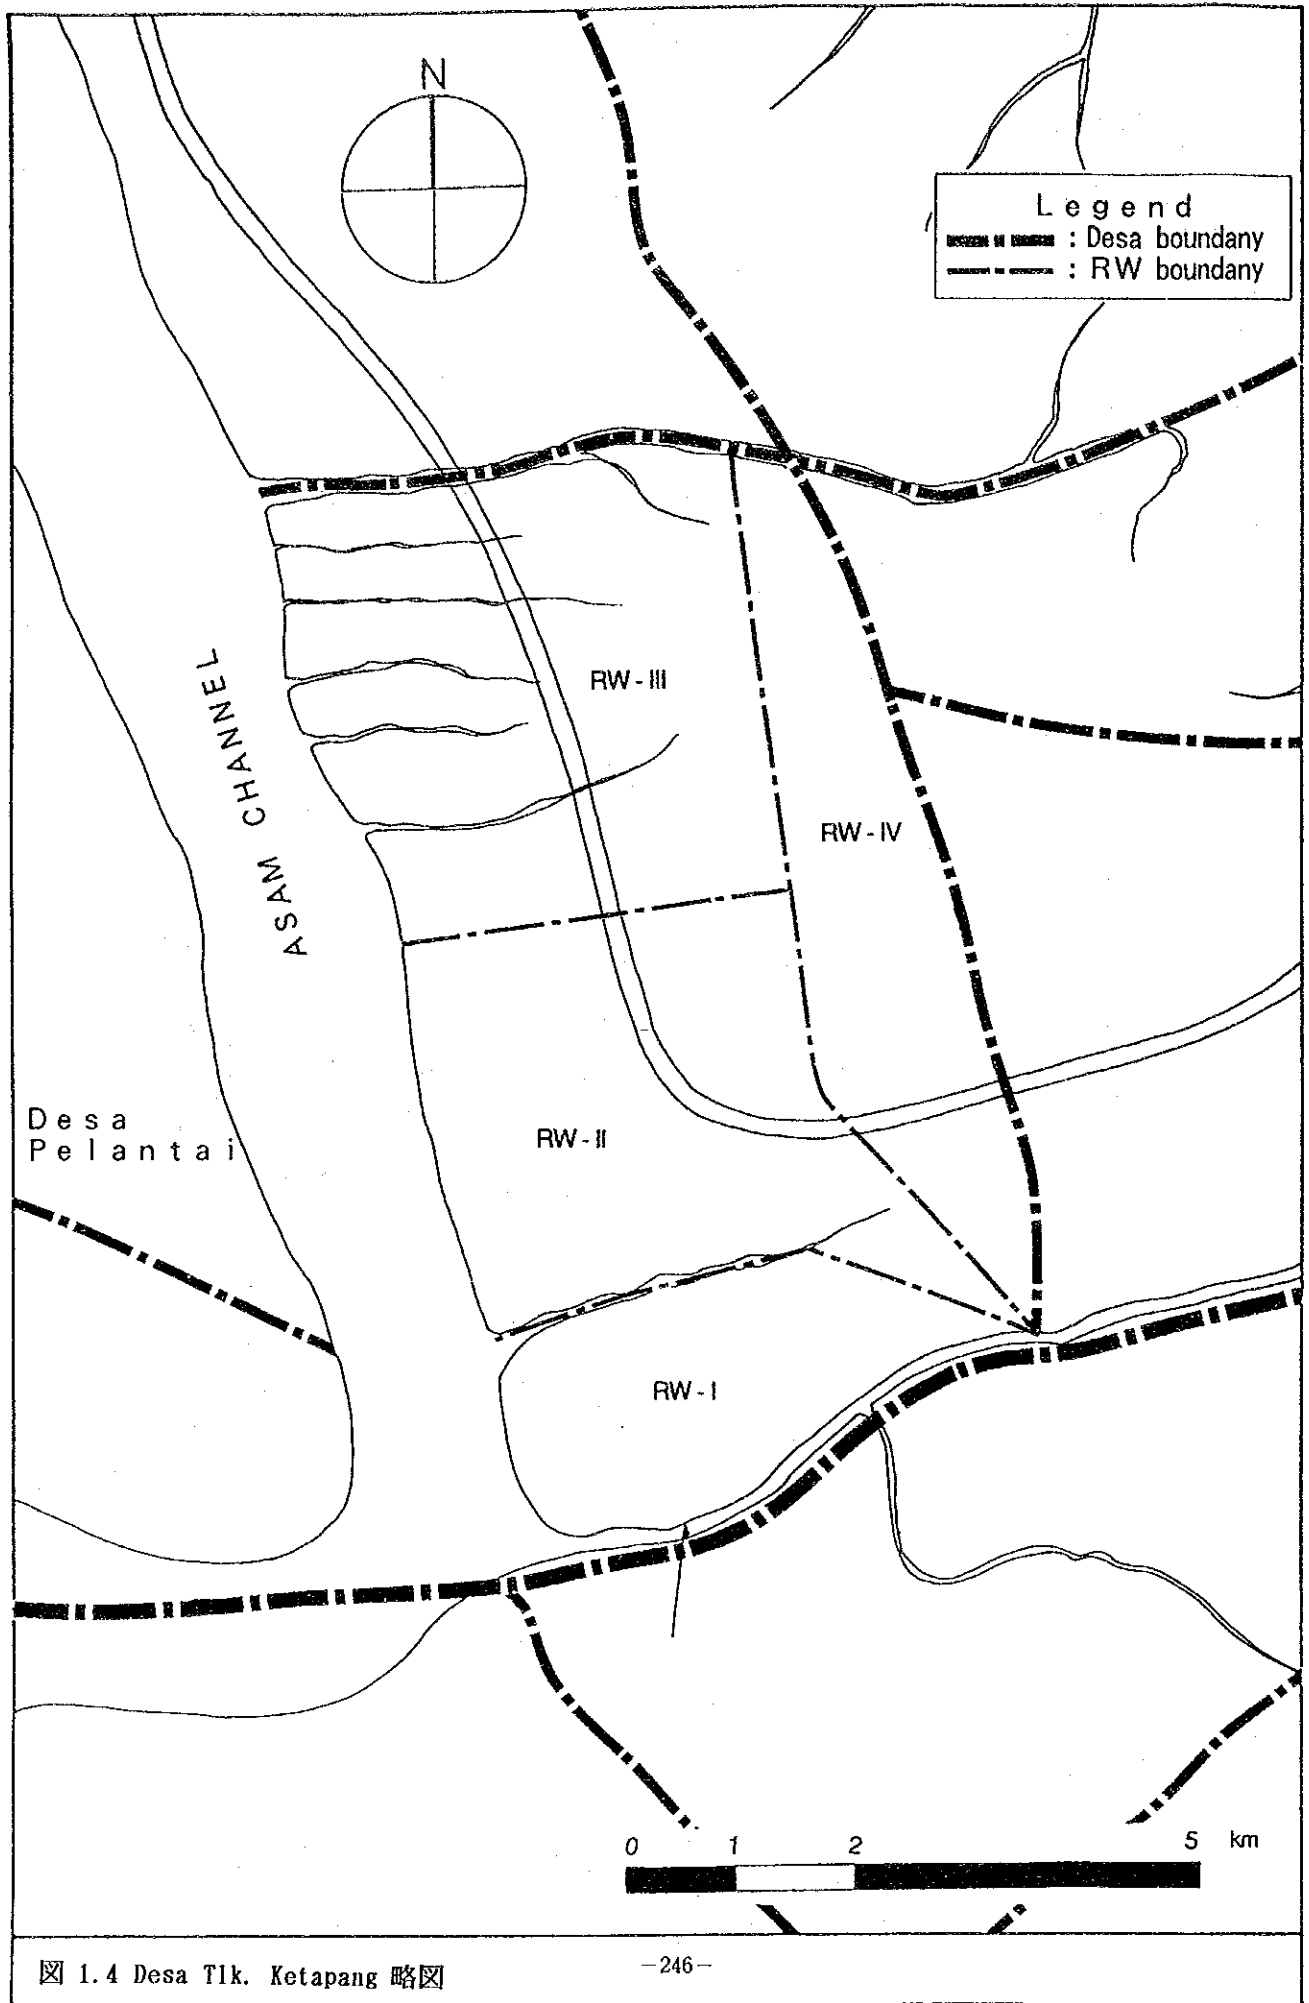 N
Legend
: Desa boundany
: RW boundany
RW-III
ASAM CHANNEL
RW-IV
Desa
Pelantai
RW-II
RW-I
0 1 2 5 km
図 1.4 Desa Tlk. Ketapang 略図
-246-